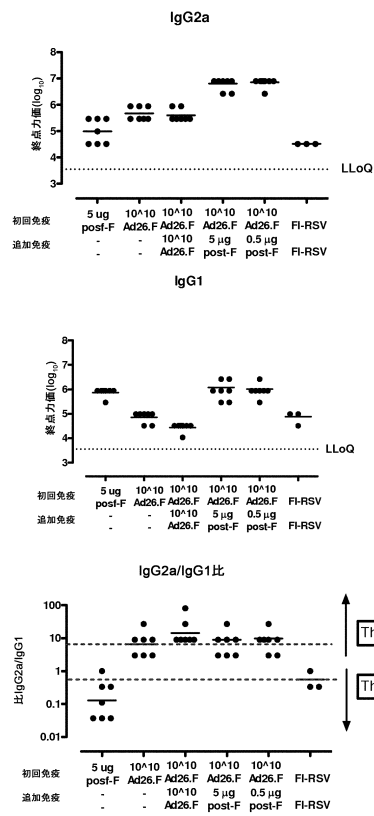 IgG2a
終点力価(log10)
8
7
6
5
4
3
LLoQ
初回免疫
5 ug
posf-F
10^10
Ad26.F
10^10
Ad26.F
10^10
Ad26.F
10^10
Ad26.F
FI-RSV
追加免疫
-
-
10^10
Ad26.F
5 μg
post-F
0.5 μg
post-F
FI-RSV
IgG1
終点力価(log10)
8
7
6
5
4
3
LLoQ
初回免疫
5 ug
posf-F
10^10
Ad26.F
10^10
Ad26.F
10^10
Ad26.F
10^10
Ad26.F
FI-RSV
追加免疫
-
-
10^10
Ad26.F
5 μg
post-F
0.5 μg
post-F
FI-RSV
IgG2a/IgG1比
比IgG2a/IgG1
100
10
1
0.1
0.01
Th
Th
初回免疫
5 ug
post-F
10^10
Ad26.F
10^10
Ad26.F
10^10
Ad26.F
10^10
Ad26.F
FI-RSV
追加免疫
-
-
10^10
Ad26.F
5 μg
post-F
0.5 μg
post-F
FI-RSV